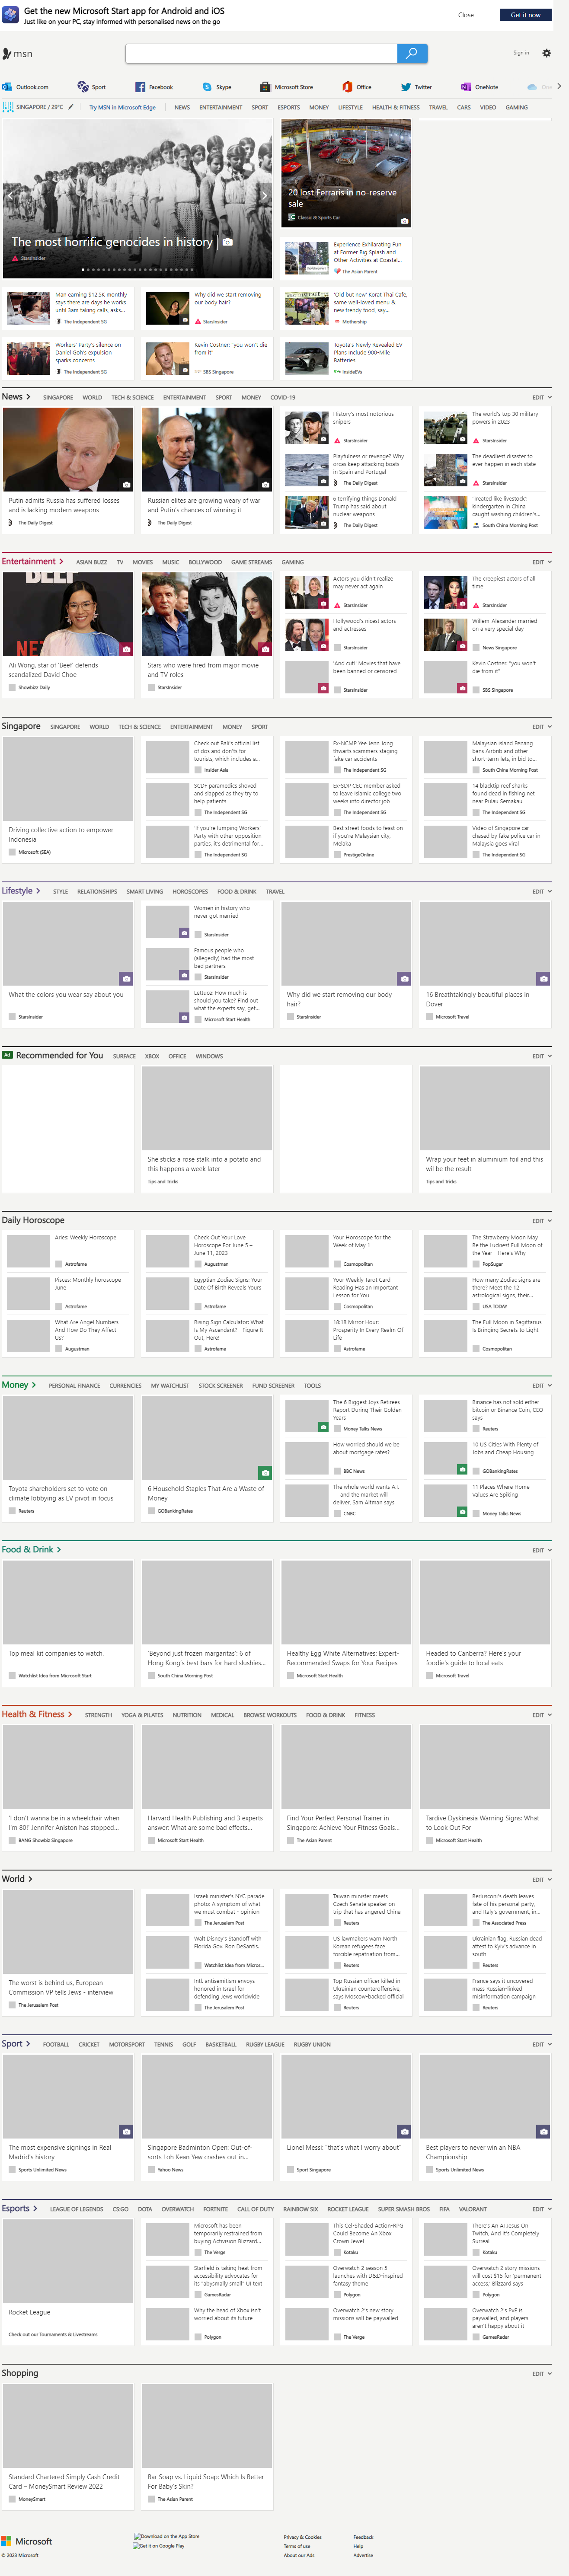 Get the new Microsoft Start app for Android and iOS
Just like on your PC, stay informed with personalised news on the go
Close
Get it now
msn
Sign in
Outlook.com
Sport
Facebook
Skype
Microsoft Store
Office
Twitter
OneNote
SINGAPORE / 29°C
Try MSN in Microsoft Edge
NEWS ENTERTAINMENT SPORT ESPORTS MONEY LIFESTYLE HEALTH & FITNESS TRAVEL CARS VIDEO GAMING
The most horrific genocides in history
StarsInsider
20 lost Ferraris in no-reserve
sale
Classic & Sports Car
Experience Exhilarating Fun
at Former Big Splash and
Other Activities at Coastal...
The Asian Parent
Man earning $12.5K monthly
says there are days he works
until 3am taking calls, asks...
The Independent SG
Why did we start removing
our body hair?
StarsInsider
'Old but new' Korat Thai Cafe,
same well-loved menu &
new trendy food, say...
Mothership
Workers' Party's silence on
Daniel Goh's expulsion
sparks concerns
The Independent SG
Kevin Costner: "you won't die
from it"
SBS Singapore
Toyota's Newly Revealed EV
Plans Include 900-Mile
Batteries
InsideEVs
News
SINGAPORE WORLD TECH & SCIENCE ENTERTAINMENT SPORT MONEY COVID-19
EDIT
Putin admits Russia has suffered losses
and is lacking modern weapons
The Daily Digest
Russian elites are growing weary of war
and Putin's chances of winning it
The Daily Digest
History's most notorious
snipers
StarsInsider
Playfulness or revenge? Why
orcas keep attacking boats
in Spain and Portugal
The Daily Digest
6 terrifying things Donald
Trump has said about
nuclear weapons
The Daily Digest
The world's top 30 military
powers in 2023
StarsInsider
The deadliest disaster to
ever happen in each state
StarsInsider
'Treated like livestock':
kindergarten in China
caught washing children's...
South China Morning Post
Entertainment
ASIAN BUZZ TV MOVIES MUSIC BOLLYWOOD GAME STREAMS GAMING
EDIT
BEEF
NETFLIX
Ali Wong, star of 'Beef' defends
scandalized David Choe
Showbizz Daily
Stars who were fired from major movie
and TV roles
StarsInsider
Actors you didn't realize
may never act again
StarsInsider
Hollywood's nicest actors
and actresses
StarsInsider
'And cut!' Movies that have
been banned or censored
StarsInsider
The creepiest actors of all
time
StarsInsider
Willem-Alexander married
on a very special day
News Singapore
Kevin Costner: "you won't
die from it"
SBS Singapore
Singapore
SINGAPORE WORLD TECH & SCIENCE ENTERTAINMENT MONEY SPORT
EDIT
Driving collective action to empower
Indonesia
Microsoft (SEA)
Check out Bali's official list
of dos and don'ts for
tourists, which includes a...
Insider Asia
SCDF paramedics shoved
and slapped as they try to
help patients
The Independent SG
'If you're lumping Workers'
Party with other opposition
parties, it's detrimental for...
The Independent SG
Ex-NCMP Yee Jenn Jong
thwarts scammers staging
fake car accidents
The Independent SG
Ex-SDP CEC member asked
to leave Islamic college two
weeks into director job
The Independent SG
Best street foods to feast on
if you're Malaysian city,
Melaka
PrestigeOnline
Malaysian island Penang
bans Airbnb and other
short-term lets, in bid to...
South China Morning Post
14 blacktip reef sharks
found dead in fishing net
near Pulau Semakau
The Independent SG
Video of Singapore car
chased by fake police car in
Malaysia goes viral
The Independent SG
Lifestyle
STYLE RELATIONSHIPS SMART LIVING HOROSCOPES FOOD & DRINK TRAVEL
EDIT
What the colors you wear say about you
StarsInsider
Women in history who
never got married
StarsInsider
Famous people who
(allegedly) had the most
bed partners
StarsInsider
Lettuce: How much is
should you take? Find out
what the experts say, get...
Microsoft Start Health
Why did we start removing our body
hair?
StarsInsider
16 Breathtakingly beautiful places in
Dover
Microsoft Travel
Ad
Recommended for You
SURFACE XBOX OFFICE WINDOWS
EDIT
She sticks a rose stalk into a potato and
this happens a week later
Tips and Tricks
Wrap your feet in aluminium foil and this
wil be the result
Tips and Tricks
Daily Horoscope
EDIT
Aries: Weekly Horoscope
Astrofame
Pisces: Monthly horoscope
June
Astrofame
What Are Angel Numbers
And How Do They Affect
Us?
Augustman
Check Out Your Love
Horoscope For June 5 –
June 11, 2023
Augustman
Egyptian Zodiac Signs: Your
Date Of Birth Reveals Yours
Astrofame
Rising Sign Calculator: What
Is My Ascendant? - Figure It
Out, Here!
Astrofame
Your Horoscope for the
Week of May 1
Cosmopolitan
Your Weekly Tarot Card
Reading Has an Important
Lesson for You
Cosmopolitan
18:18 Mirror Hour:
Prosperity In Every Realm Of
Life
Astrofame
The Strawberry Moon May
Be the Luckiest Full Moon of
the Year - Here's Why
PopSugar
How many Zodiac signs are
there? Meet the 12
astrological signs, their...
USA TODAY
The Full Moon in Sagittarius
Is Bringing Secrets to Light
Cosmopolitan
Money
PERSONAL FINANCE CURRENCIES MY WATCHLIST STOCK SCREENER FUND SCREENER TOOLS
EDIT
Toyota shareholders set to vote on
climate lobbying as EV pivot in focus
Reuters
6 Household Staples That Are a Waste of
Money
GOBankingRates
The 6 Biggest Joys Retirees
Report During Their Golden
Years
Money Talks News
How worried should we be
about mortgage rates?
BBC News
The whole world wants A.I.
— and the market will
deliver, Sam Altman says
CNBC
Binance has not sold either
bitcoin or Binance Coin, CEO
says
Reuters
10 US Cities With Plenty of
Jobs and Cheap Housing
GOBankingRates
11 Places Where Home
Values Are Spiking
Money Talks News
Food & Drink
EDIT
Top meal kit companies to watch.
Watchlist Idea from Microsoft Start
'Beyond just frozen margaritas': 6 of
Hong Kong's best bars for hard slushies...
South China Morning Post
Healthy Egg White Alternatives: Expert-
Recommended Swaps for Your Recipes
Microsoft Start Health
Headed to Canberra? Here's your
foodie's guide to local eats
Microsoft Travel
Health & Fitness
STRENGTH YOGA & PILATES NUTRITION MEDICAL BROWSE WORKOUTS FOOD & DRINK FITNESS
EDIT
'I don't wanna be in a wheelchair when
I'm 80!' Jennifer Aniston has stopped...
BANG Showbiz Singapore
Harvard Health Publishing and 3 experts
answer: What are some bad effects...
Microsoft Start Health
Find Your Perfect Personal Trainer in
Singapore: Achieve Your Fitness Goals...
The Asian Parent
Tardive Dyskinesia Warning Signs: What
to Look Out For
Microsoft Start Health
World
EDIT
The worst is behind us, European
Commission VP tells Jews - interview
The Jerusalem Post
Israeli minister's NYC parade
photo: A symptom of what
we must combat - opinion
The Jerusalem Post
Walt Disney's Standoff with
Florida Gov. Ron DeSantis.
Watchlist Idea from Micros...
Intl. antisemitism envoys
honored in Israel for
defending Jews worldwide
The Jerusalem Post
Taiwan minister meets
Czech Senate speaker on
trip that has angered China
Reuters
US lawmakers warn North
Korean refugees face
forcible repatriation from...
Reuters
Top Russian officer killed in
Ukrainian counteroffensive,
says Moscow-backed official
Reuters
Berlusconi's death leaves
fate of his personal party,
and Italy's government, in...
The Associated Press
Ukrainian flag, Russian dead
attest to Kyiv's advance in
south
Reuters
France says it uncovered
mass Russian-linked
misinformation campaign
Reuters
Sport
FOOTBALL CRICKET MOTORSPORT TENNIS GOLF BASKETBALL RUGBY LEAGUE RUGBY UNION
EDIT
The most expensive signings in Real
Madrid's history
Sports Unlimited News
Singapore Badminton Open: Out-of-
sorts Loh Kean Yew crashes out in...
Yahoo News
Lionel Messi: "that's what I worry about"
Sport Singapore
Best players to never win an NBA
Championship
Sports Unlimited News
Esports
LEAGUE OF LEGENDS CS:GO DOTA OVERWATCH FORTNITE CALL OF DUTY RAINBOW SIX ROCKET LEAGUE SUPER SMASH BROS FIFA VALORANT
EDIT
Rocket League
Check out our Tournaments & Livestreams
Microsoft has been
temporarily restrained from
buying Activision Blizzard...
The Verge
Starfield is taking heat from
accessibility advocates for
its "abysmally small" UI text
GamesRadar
Why the head of Xbox isn't
worried about its future
Polygon
This Cel-Shaded Action-RPG
Could Become An Xbox
Crown Jewel
Kotaku
Overwatch 2 season 5
launches with D&D-inspired
fantasy theme
Polygon
Overwatch 2's new story
missions will be paywalled
The Verge
There's An AI Jesus On
Twitch, And It's Completely
Surreal
Kotaku
Overwatch 2 story missions
will cost $15 for 'permanent
access,' Blizzard says
Polygon
Overwatch 2's PvE is
paywalled, and players
aren't happy about it
GamesRadar
Shopping
EDIT
Standard Chartered Simply Cash Credit
Card – MoneySmart Review 2022
MoneySmart
Bar Soap vs. Liquid Soap: Which Is Better
For Baby's Skin?
The Asian Parent
Microsoft
© 2023 Microsoft
Download on the App Store
Get it on Google Play
Privacy & Cookies
Terms of use
About our Ads
Feedback
Help
Advertise